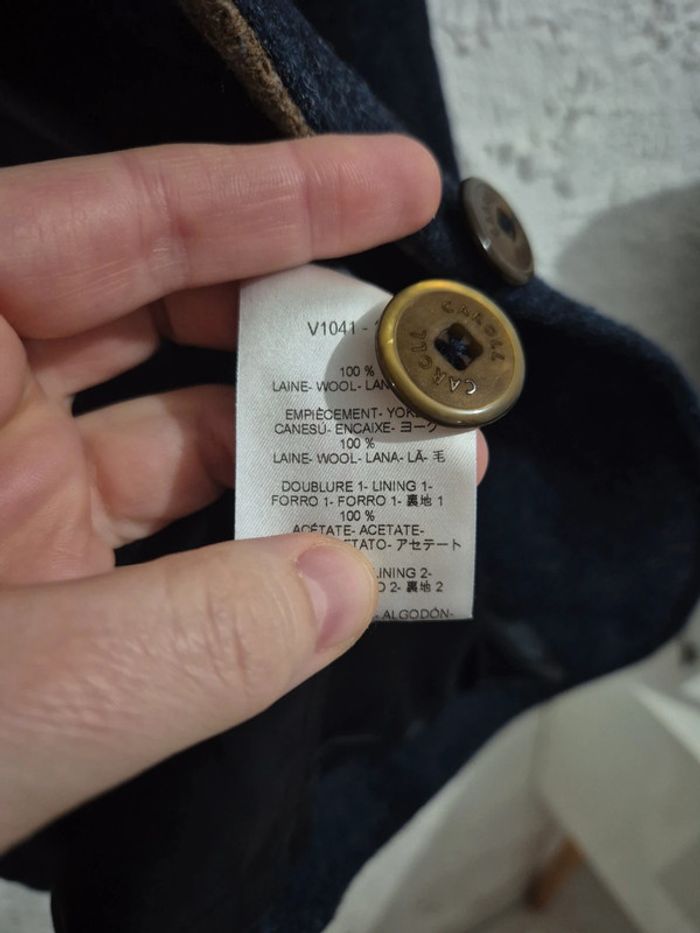 V1041 -
100 %
LAINE- WOOL- LAN
EMPIÈCEMENT- YOK
CANESÚ- ENCAIXE- ヨーク
100 %
LAINE- WOOL- LANA- LÃ- 毛
DOUBLURE 1- LINING 1-
FORRO 1- FORRO 1- 裏地 1
100 %
ACÉTATE- ACETATE-
ETATO- アセテート
LINING 2-
O 2- 裏地 2
- ALGODÓN-
CAROLL
CAROLL